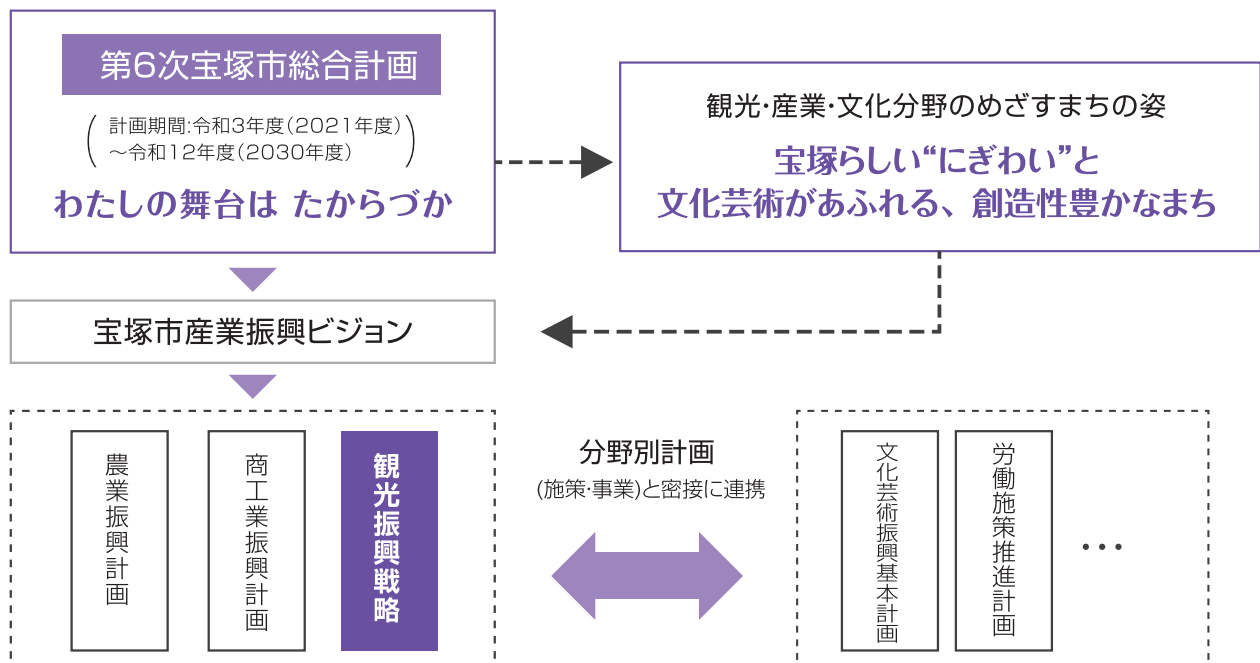 第6次宝塚市総合計画
(計画期間:令和3年度(2021年度)
～令和12年度(2030年度))
わたしの舞台は たからづか
観光･産業･文化分野のめざすまちの姿
宝塚らしい“にぎわい”と
文化芸術があふれる、創造性豊かなまち
宝塚市産業振興ビジョン
農業振興計画
商工業振興計画
観光振興戦略
分野別計画
(施策･事業)と密接に連携
文化芸術振興基本計画
労働施策推進計画
･･･